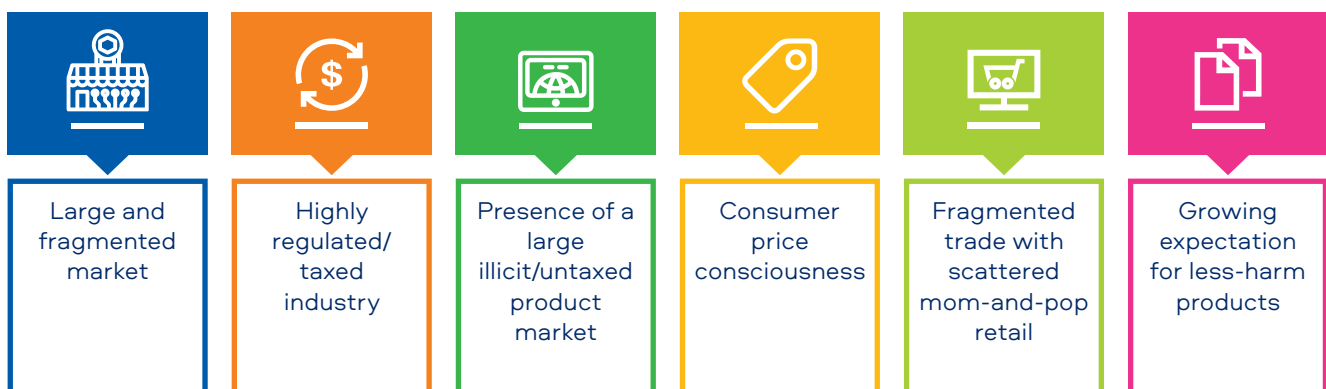 $
Large and
fragmented
market
Highly
regulated/
taxed
industry
Presence of a
large
illicit/untaxed
product
market
Consumer
price
consciousness
Fragmented
trade with
scattered
mom-and-pop
retail
Growing
expectation
for less-harm
products